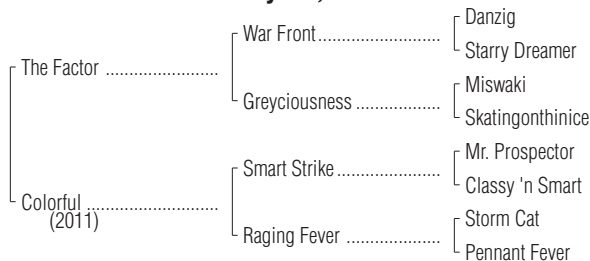 Danzig
War Front
Starry Dreamer
The Factor
Miswaki
Greyciousness
Skatingonthinice
Mr. Prospector
Smart Strike
Classy 'n Smart
Colorful
(2011)
Storm Cat
Raging Fever
Pennant Fever